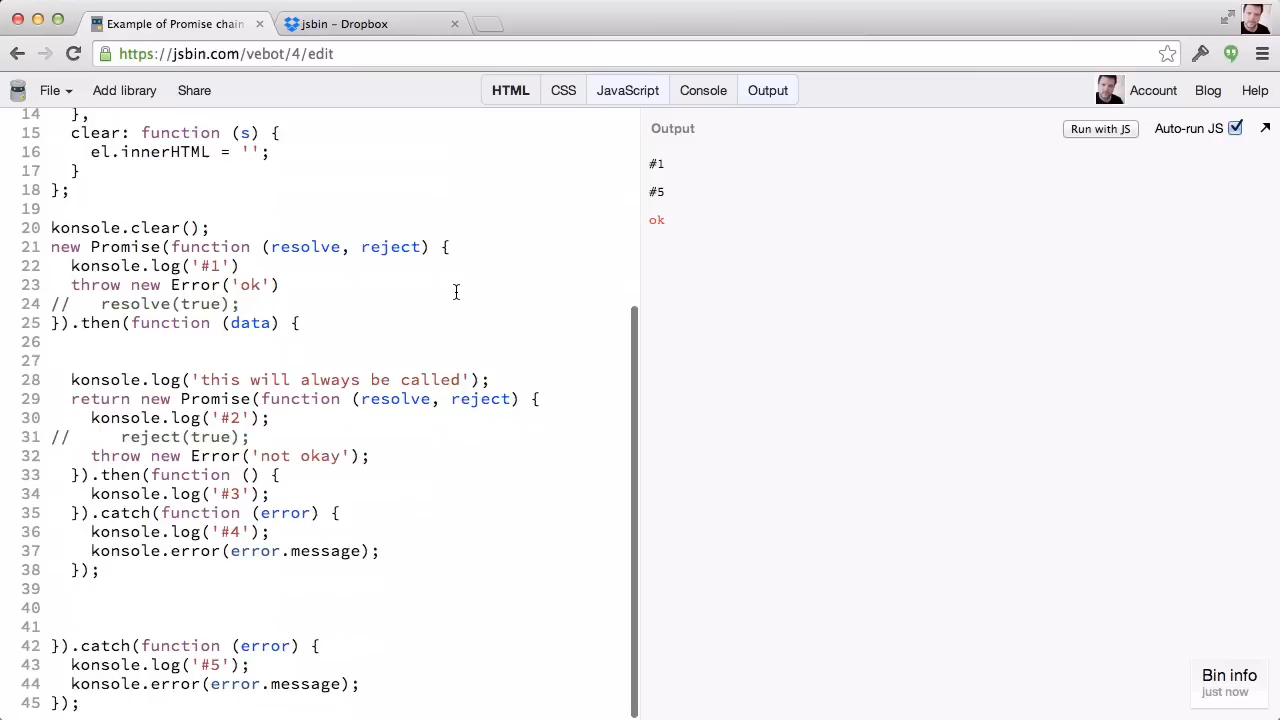 Example of Promise chain
jsbin – Dropbox
https://jsbin.com/vebot/4/edit
File Add library Share HTML CSS JavaScript Console Output Account Blog Help
14 },
15 clear: function (s) {
16 el.innerHTML = '';
17 }
18 };
19
20 konsole.clear();
21 new Promise(function (resolve, reject) {
22 konsole.log('#1')
23 throw new Error('ok')
24 // resolve(true);
25 }).then(function (data) {
26
27
28 konsole.log('this will always be called');
29 return new Promise(function (resolve, reject) {
30 konsole.log('#2');
31 // reject(true);
32 throw new Error('not okay');
33 }).then(function () {
34 konsole.log('#3');
35 }).catch(function (error) {
36 konsole.log('#4');
37 konsole.error(error.message);
38 });
39
40
41
42 }).catch(function (error) {
43 konsole.log('#5');
44 konsole.error(error.message);
45 });
Output
Run with JS
Auto-run JS
#1
#5
ok
Bin info
just now